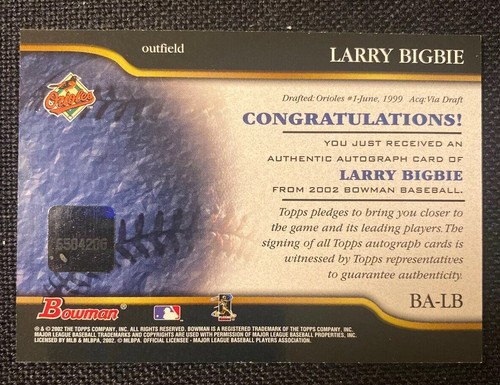 outfield
LARRY BIGBIE
Orioles
Drafted: Orioles #1-June, 1999 Acq: Via Draft
CONGRATULATIONS!
YOU JUST RECEIVED AN
AUTHENTIC AUTOGRAPH CARD OF
LARRY BIGBIE
FROM 2002 BOWMAN BASEBALL.
Topps pledges to bring you closer to
the game and its leading players. The
signing of all Topps autograph cards is
witnessed by Topps representatives
to guarantee authenticity.
BA-LB
Bowman
® & © 2002 THE TOPPS COMPANY, INC. ALL RIGHTS RESERVED. BOWMAN IS A REGISTERED TRADEMARK OF THE TOPPS COMPANY, INC.
MAJOR LEAGUE BASEBALL TRADEMARKS AND COPYRIGHTS ARE USED WITH PERMISSION OF MAJOR LEAGUE BASEBALL PROPERTIES, INC.
LICENSED BY MLB & MLBPA, 2002. © MLBPA. OFFICIAL LICENSEE - MAJOR LEAGUE BASEBALL PLAYERS ASSOCIATION.